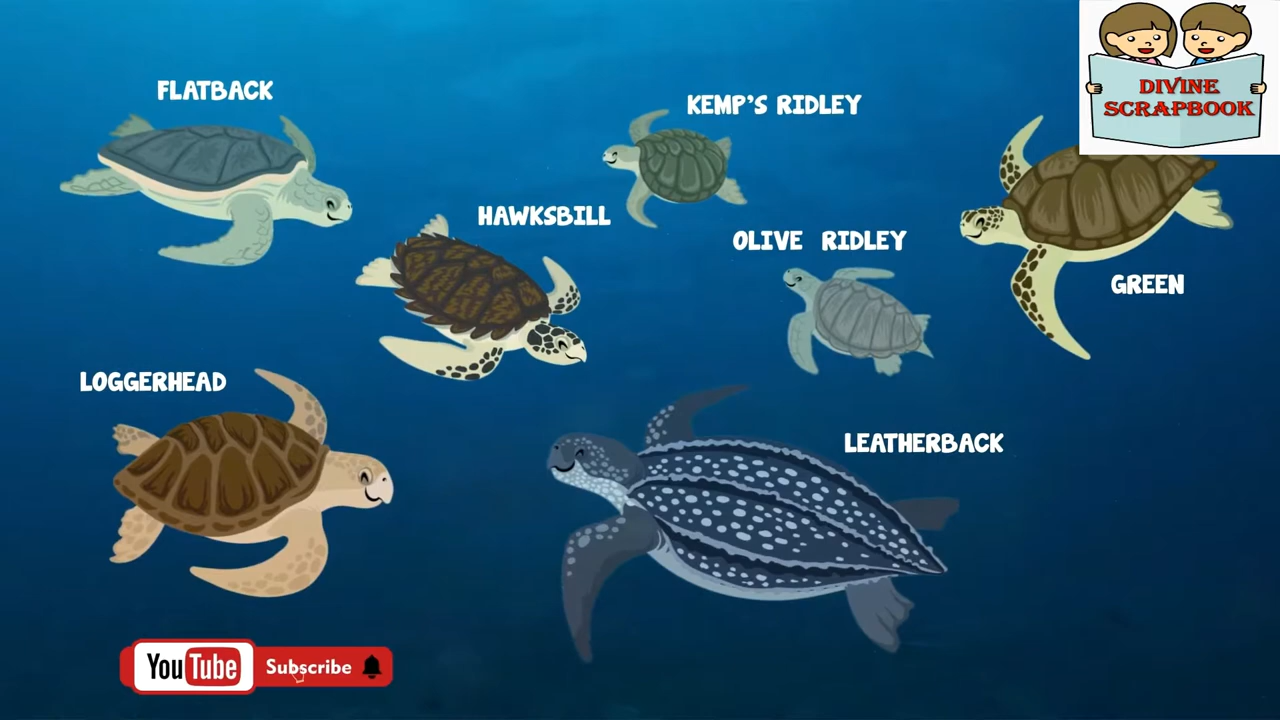 DIVINE
SCRAPBOOK
FLATBACK
KEMP'S RIDLEY
HAWKSBILL
OLIVE RIDLEY
GREEN
LOGGERHEAD
LEATHERBACK
YouTube Subscribe